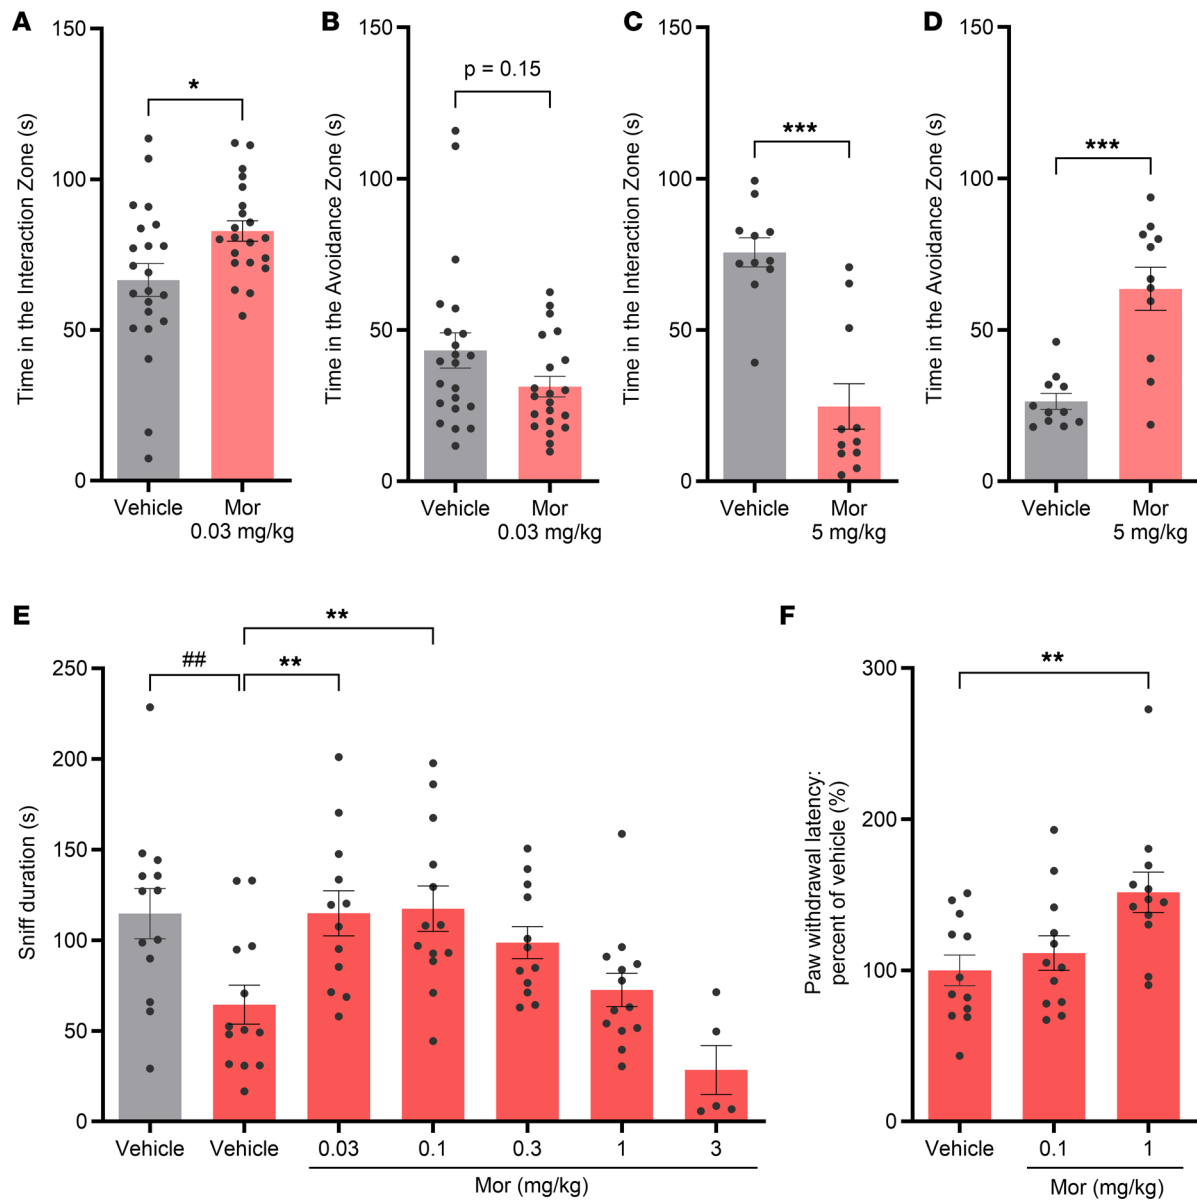 A
Time in the Interaction Zone (s)
150
100
50
0
*
Vehicle
Mor
0.03 mg/kg
B
Time in the Avoidance Zone (s)
150
100
50
0
p = 0.15
Vehicle
Mor
0.03 mg/kg
C
Time in the Interaction Zone (s)
150
100
50
0
***
Vehicle
Mor
5 mg/kg
D
Time in the Avoidance Zone (s)
150
100
50
0
***
Vehicle
Mor
5 mg/kg
E
Sniff duration (s)
250
200
150
100
50
0
##
**
**
Vehicle
Vehicle
0.03
0.1
0.3
1
3
Mor (mg/kg)
F
Paw withdrawal latency:
percent of vehicle (%)
300
200
100
0
**
Vehicle
0.1
1
Mor (mg/kg)